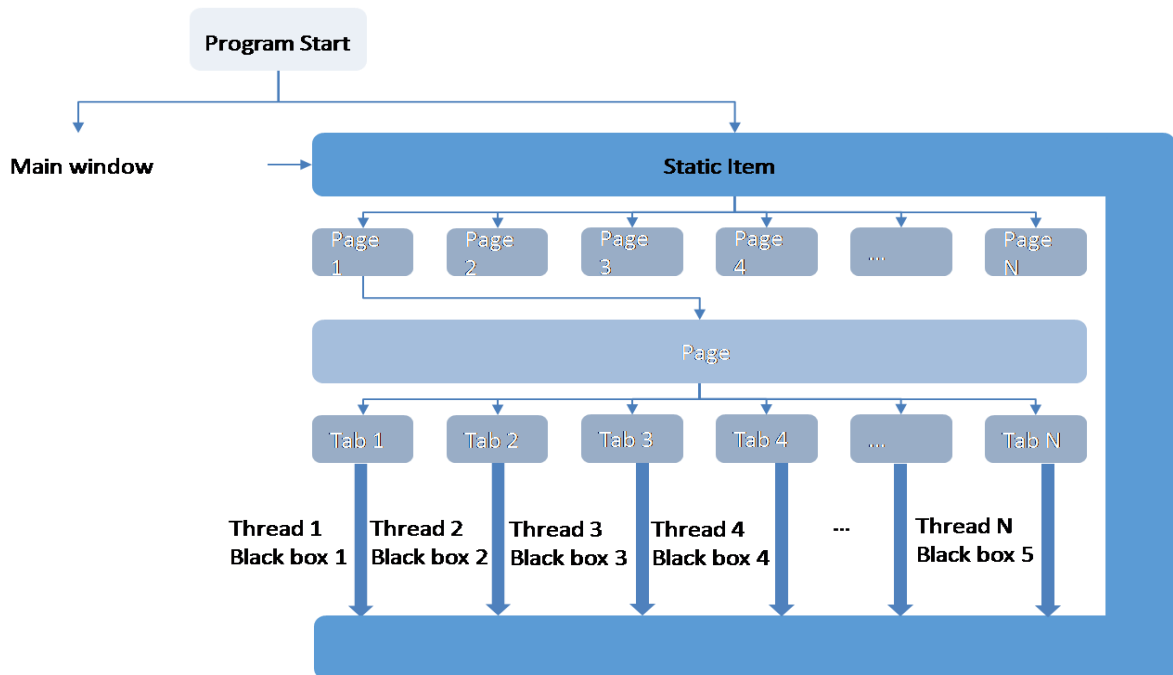 Program Start
Main window
Static Item
Page
1
Page
2
Page
3
Page
4
...
Page
N
Page
Tab 1
Tab 2
Tab 3
Tab 4
...
Tab N
Thread 1
Black box 1
Thread 2
Black box 2
Thread 3
Black box 3
Thread 4
Black box 4
...
Thread N
Black box 5